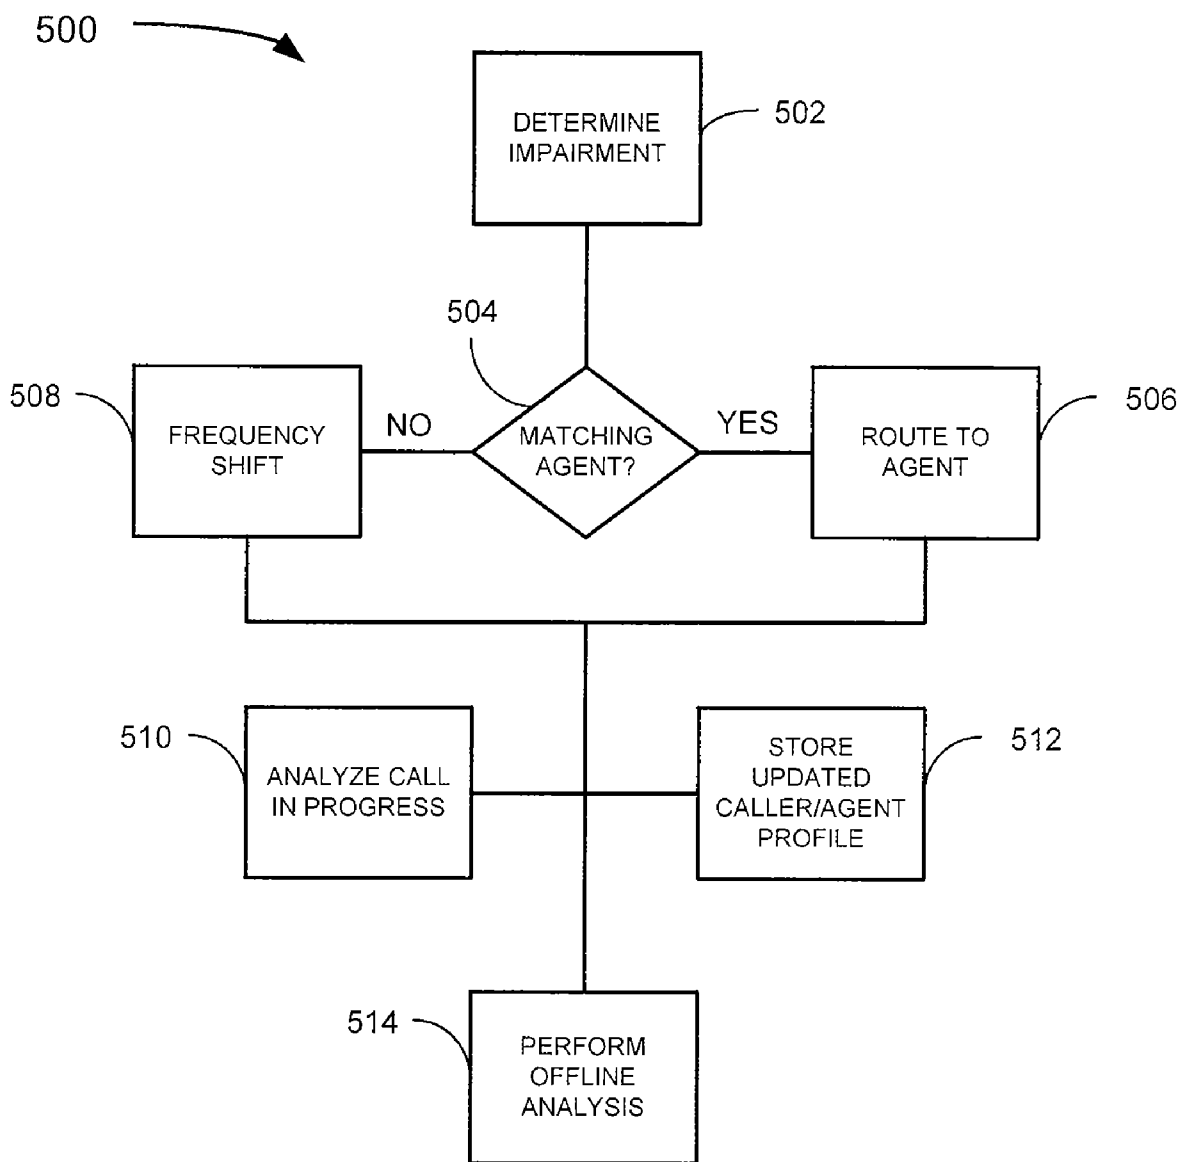 500
DETERMINE
IMPAIRMENT
502
504
508
FREQUENCY
SHIFT
NO
MATCHING
AGENT?
YES
ROUTE TO
AGENT
506
510
ANALYZE CALL
IN PROGRESS
STORE
UPDATED
CALLER/AGENT
PROFILE
512
514
PERFORM
OFFLINE
ANALYSIS